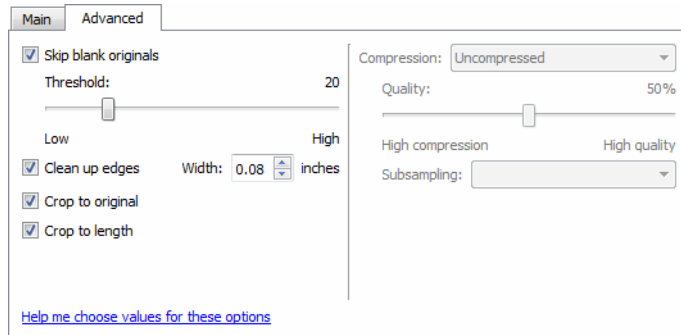 Main Advanced
Skip blank originals
Threshold: 20
Low High
Clean up edges Width: 0.08 inches
Crop to original
Crop to length
Help me choose values for these options
Compression: Uncompressed
Quality: 50%
High compression High quality
Subsampling: